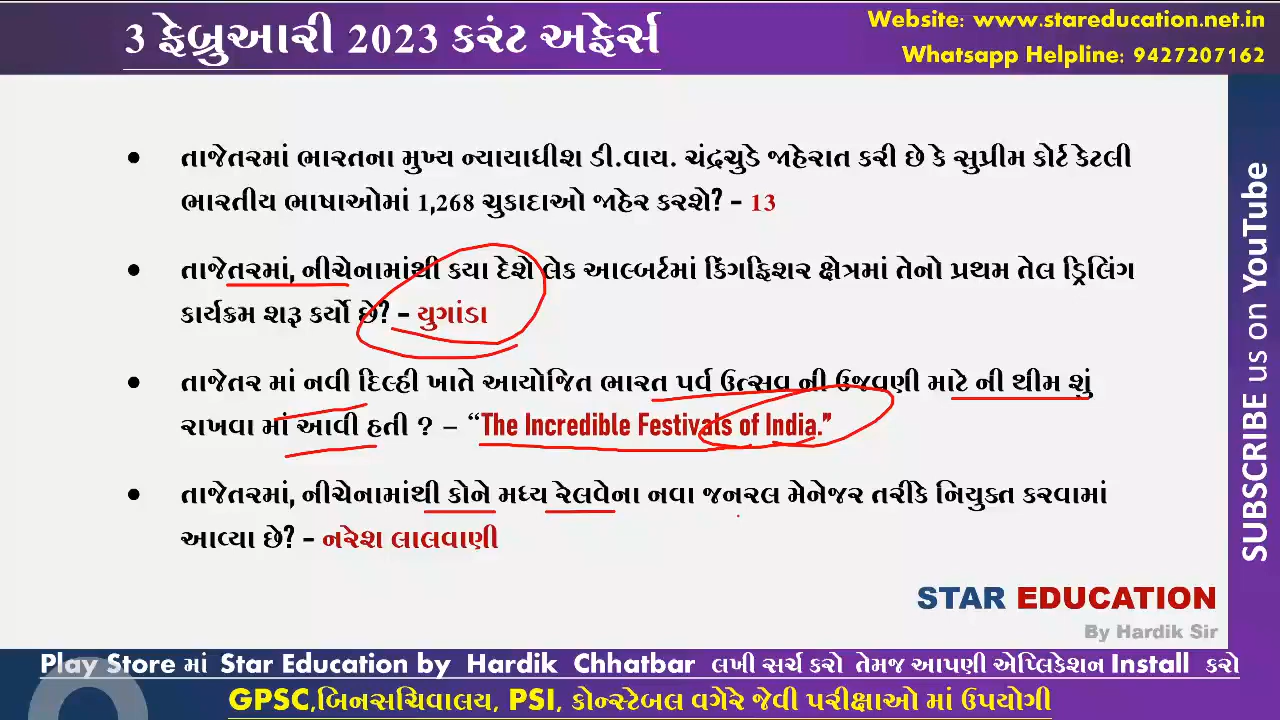 3 ફેબ્રુઆરી 2023 કરંટ અફેર્સ
Website: www.stareducation.net.in
Whatsapp Helpline: 9427207162
• તાજેતરમાં ભારતના મુખ્ય ન્યાયાધીશ ડી.વાય. ચંદ્રચુડે જાહેરાત કરી છે કે સુપ્રીમ કોર્ટ કેટલી
ભારતીય ભાષાઓમાં 1,268 ચુકાદાઓ જાહેર કરશે? – 13
• તાજેતરમાં, નીચેનામાંથી કયા દેશે લેક આલ્બર્ટમાં કિંગફિશર ક્ષેત્રમાં તેનો પ્રથમ તેલ ડ્રિલિંગ
કાર્યક્રમ શરૂ કર્યો છે? – યુગાંડા
• તાજેતર માં નવી દિલ્હી ખાતે આયોજિત ભારત પર્વ ઉત્સવ ની ઉજવણી માટે ની થીમ શું
રાખવા માં આવી હતી ? – “The Incredible Festivals of India.”
• તાજેતરમાં, નીચેનામાંથી કોને મધ્ય રેલવેના નવા જનરલ મેનેજર તરીકે નિયુક્ત કરવામાં
આવ્યા છે? – નરેશ લાલવાણી
STAR EDUCATION
By Hardik Sir
SUBSCRIBE us on YouTube
Play Store માં Star Education by Hardik Chhatbar લખી સર્ચ કરો તેમજ આપણી એપ્લિકેશન Install કરો
GPSC,બિનસચિવાલય, PSI, કોન્સ્ટેબલ વગેરે જેવી પરીક્ષાઓ માં ઉપયોગી